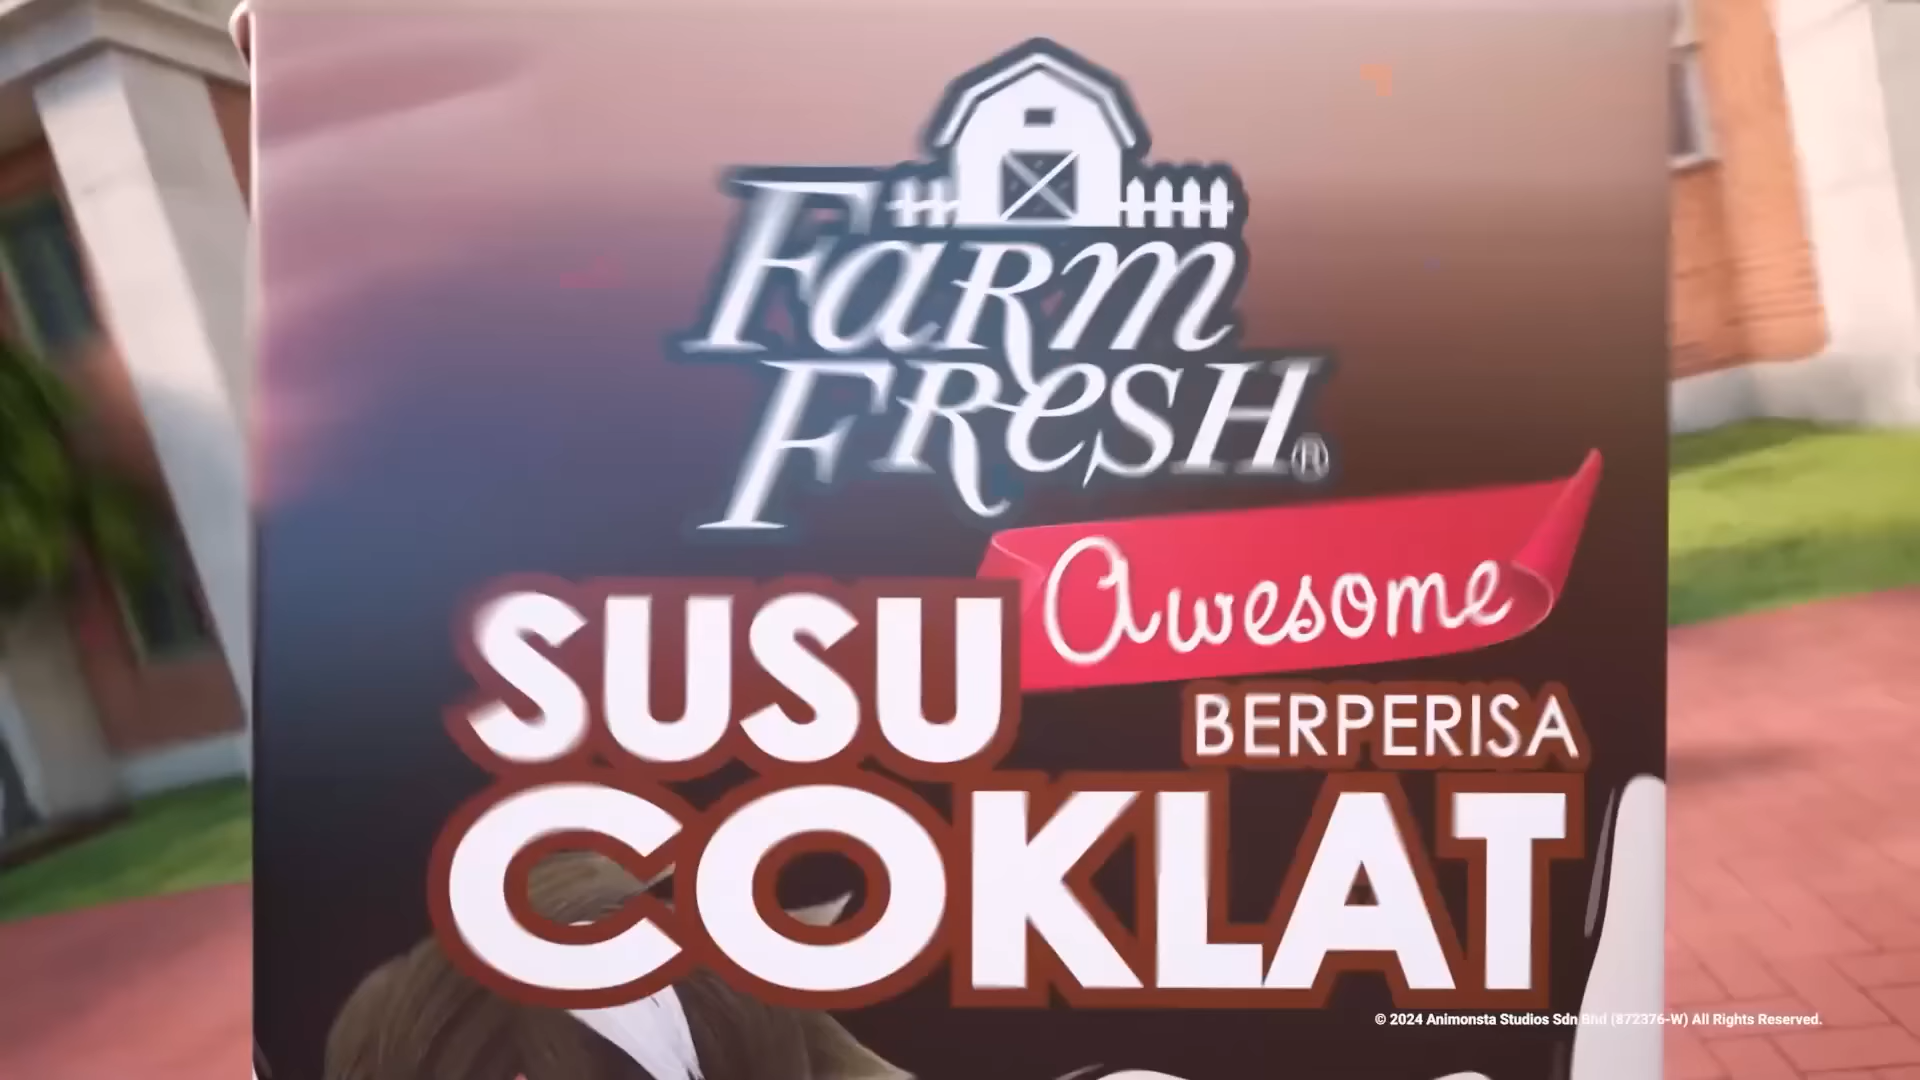 Farm
Fresh®
Awesome
SUSU
BERPERISA
COKLAT
© 2024 Animonsta Studios Sdn Bhd (872376-W) All Rights Reserved.